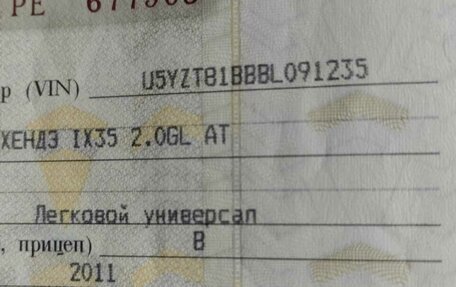 р (VIN) U5YZT81BBBL091235
ХЕНДЭ IX35 2.0GL AT
Легковой универсал
, прицеп) B
2011